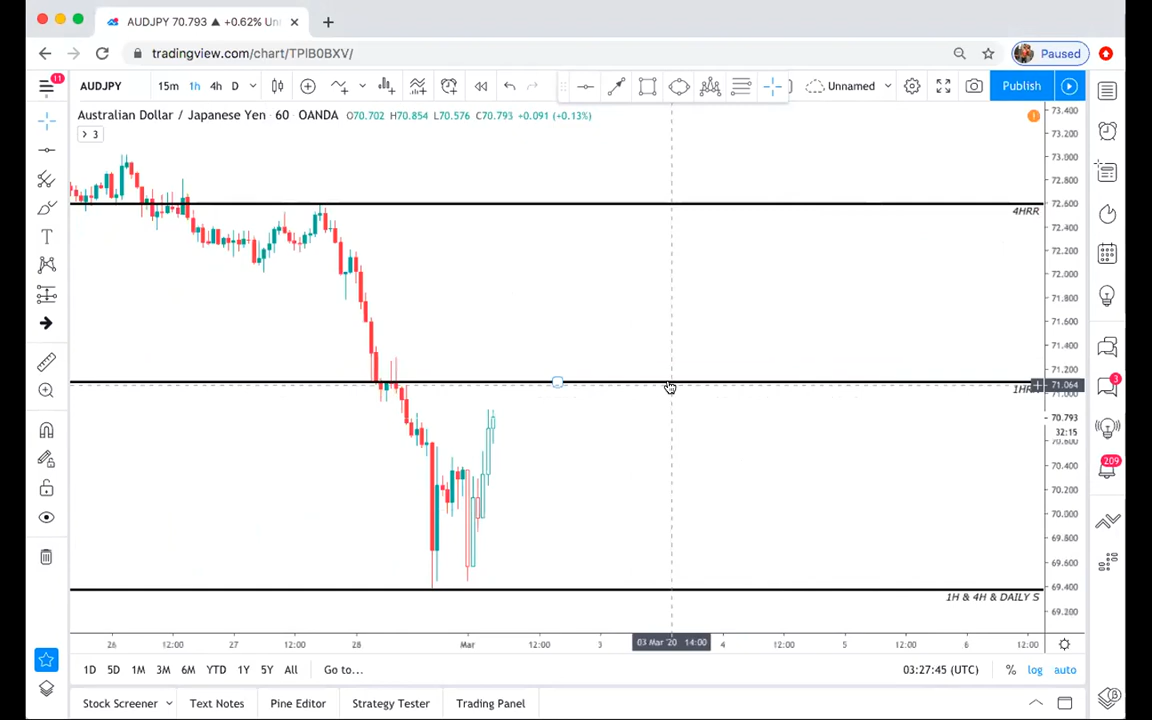 AUDJPY 70.793 ▲ +0.62% Un
tradingview.com/chart/TPIB0BXV/
Paused
11
AUDJPY
15m 1h 4h D
Unnamed
Publish
Australian Dollar / Japanese Yen · 60 · OANDA O70.702 H70.854 L70.576 C70.793 +0.091 (+0.13%)
3
73.400
73.200
73.000
72.800
72.600
4HRR
72.400
72.200
72.000
71.800
71.600
71.400
71.200
71.064
1HR
71.000
70.793
32:15
70.600
70.400
70.200
70.000
69.800
69.600
69.400
1H & 4H & DAILY S
69.200
3
209
26 12:00 27 12:00 28 Mar 12:00 3 03 Mar '20 14:00 4 12:00 5 12:00 6 12:00
1D 5D 1M 3M 6M YTD 1Y 5Y All Go to... 03:27:45 (UTC) % log auto
Stock Screener Text Notes Pine Editor Strategy Tester Trading Panel